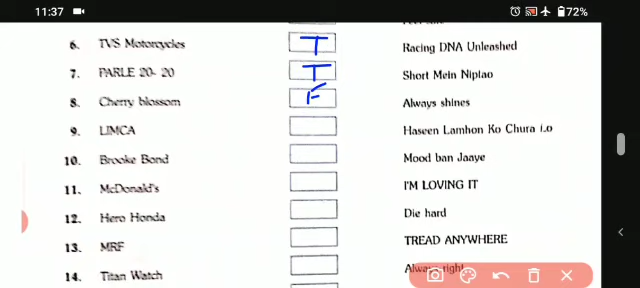 11:37 72%
6. TVS Motorcycles T Racing DNA Unleashed
7. PARLE 20- 20 T Short Mein Niptao
8. Cherry blossom F Always shines
9. LIMCA Haseen Lamhon Ko Chura Lo
10. Brooke Bond Mood ban Jaaye
11. McDonald's I'M LOVING IT
12. Hero Honda Die hard
13. MRF TREAD ANYWHERE
14. Titan Watch Always right